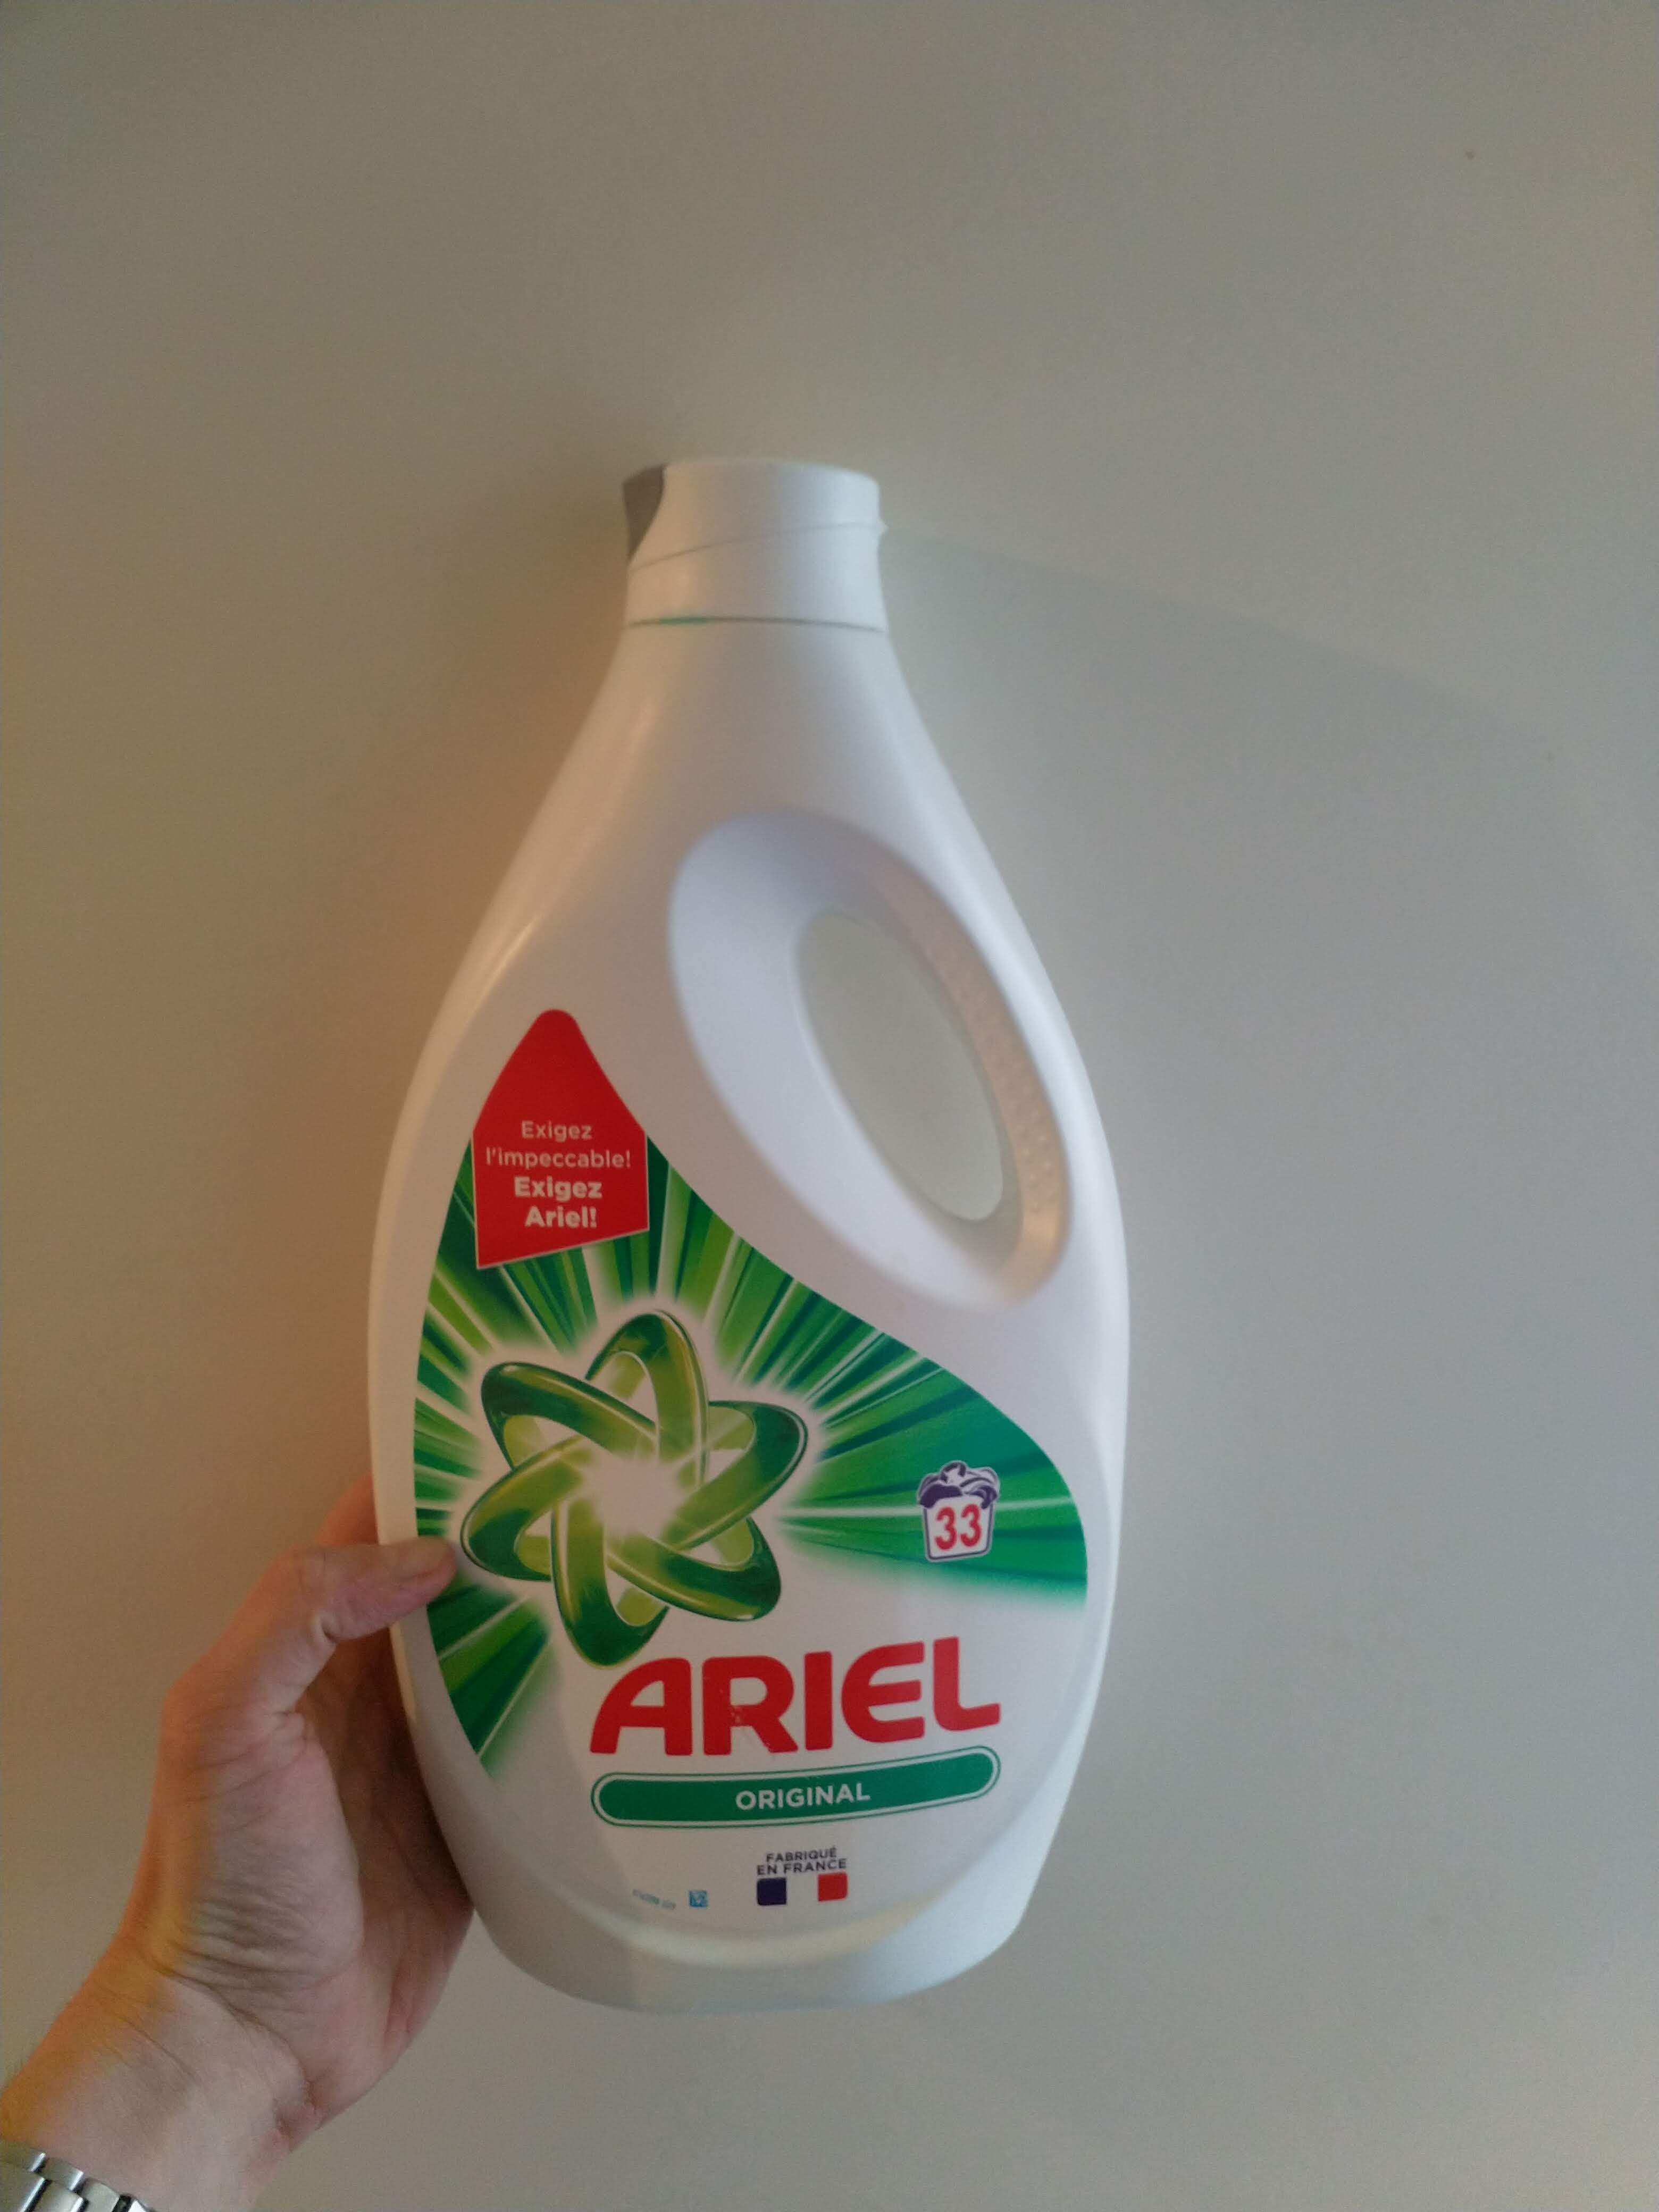 Exigez
l'impeccable!
Exigez
Ariel!
33
ARIEL
ORIGINAL
FABRIQUÉ
EN FRANCE